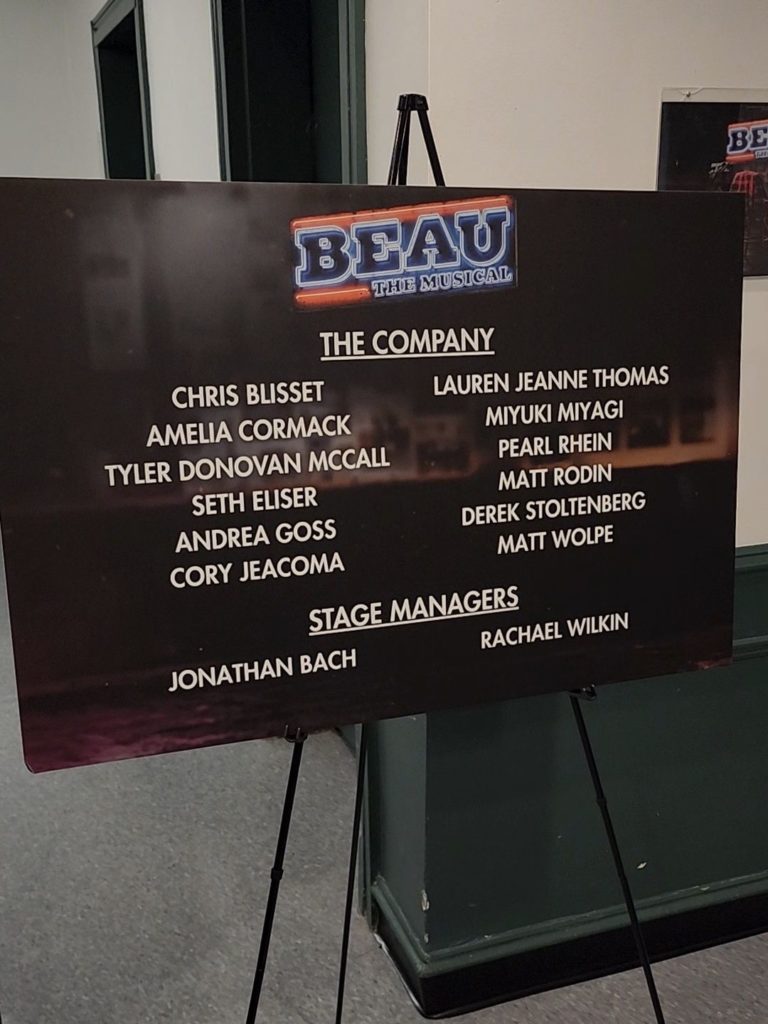 BEAU
THE MUSICAL
THE COMPANY
CHRIS BLISSET
AMELIA CORMACK
TYLER DONOVAN MCCALL
SETH ELISER
ANDREA GOSS
CORY JEACOMA
LAUREN JEANNE THOMAS
MIYUKI MIYAGI
PEARL RHEIN
MATT RODIN
DEREK STOLTENBERG
MATT WOLPE
STAGE MANAGERS
JONATHAN BACH
RACHAEL WILKIN
BE